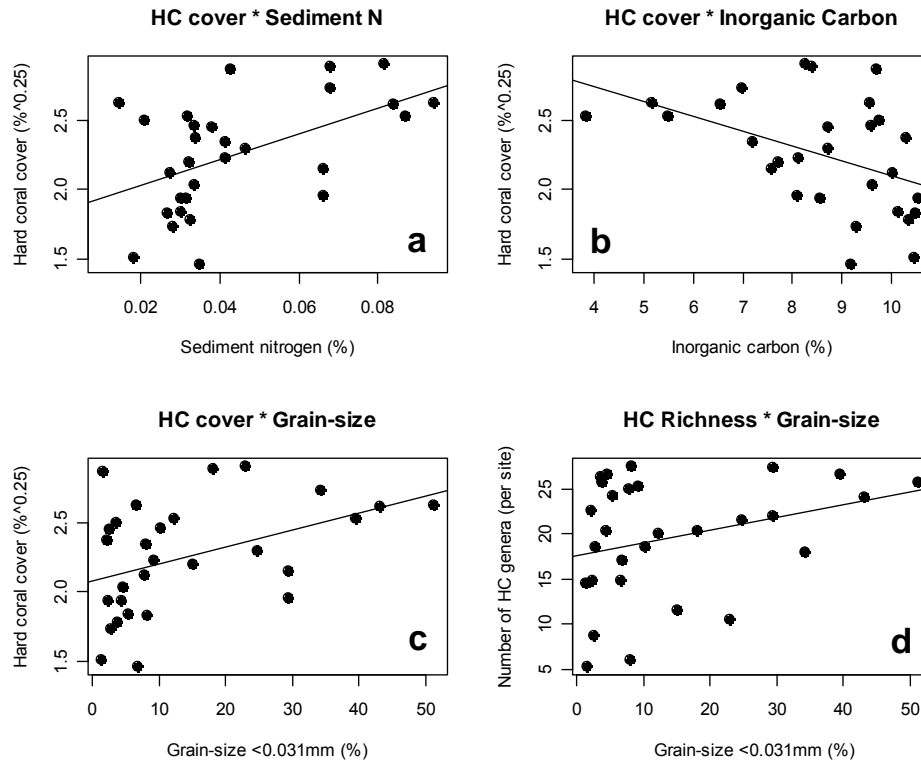 HC cover * Sediment N
Hard coral cover (%^0.25)
1.5 2.0 2.5
a
0.02 0.04 0.06 0.08
Sediment nitrogen (%)
HC cover * Inorganic Carbon
Hard coral cover (%^0.25)
1.5 2.0 2.5
b
4 5 6 7 8 9 10
Inorganic carbon (%)
HC cover * Grain-size
Hard coral cover (%^0.25)
1.5 2.0 2.5
c
0 10 20 30 40 50
Grain-size <0.031mm (%)
HC Richness * Grain-size
Number of HC genera (per site)
5 10 15 20 25
d
0 10 20 30 40 50
Grain-size <0.031mm (%)